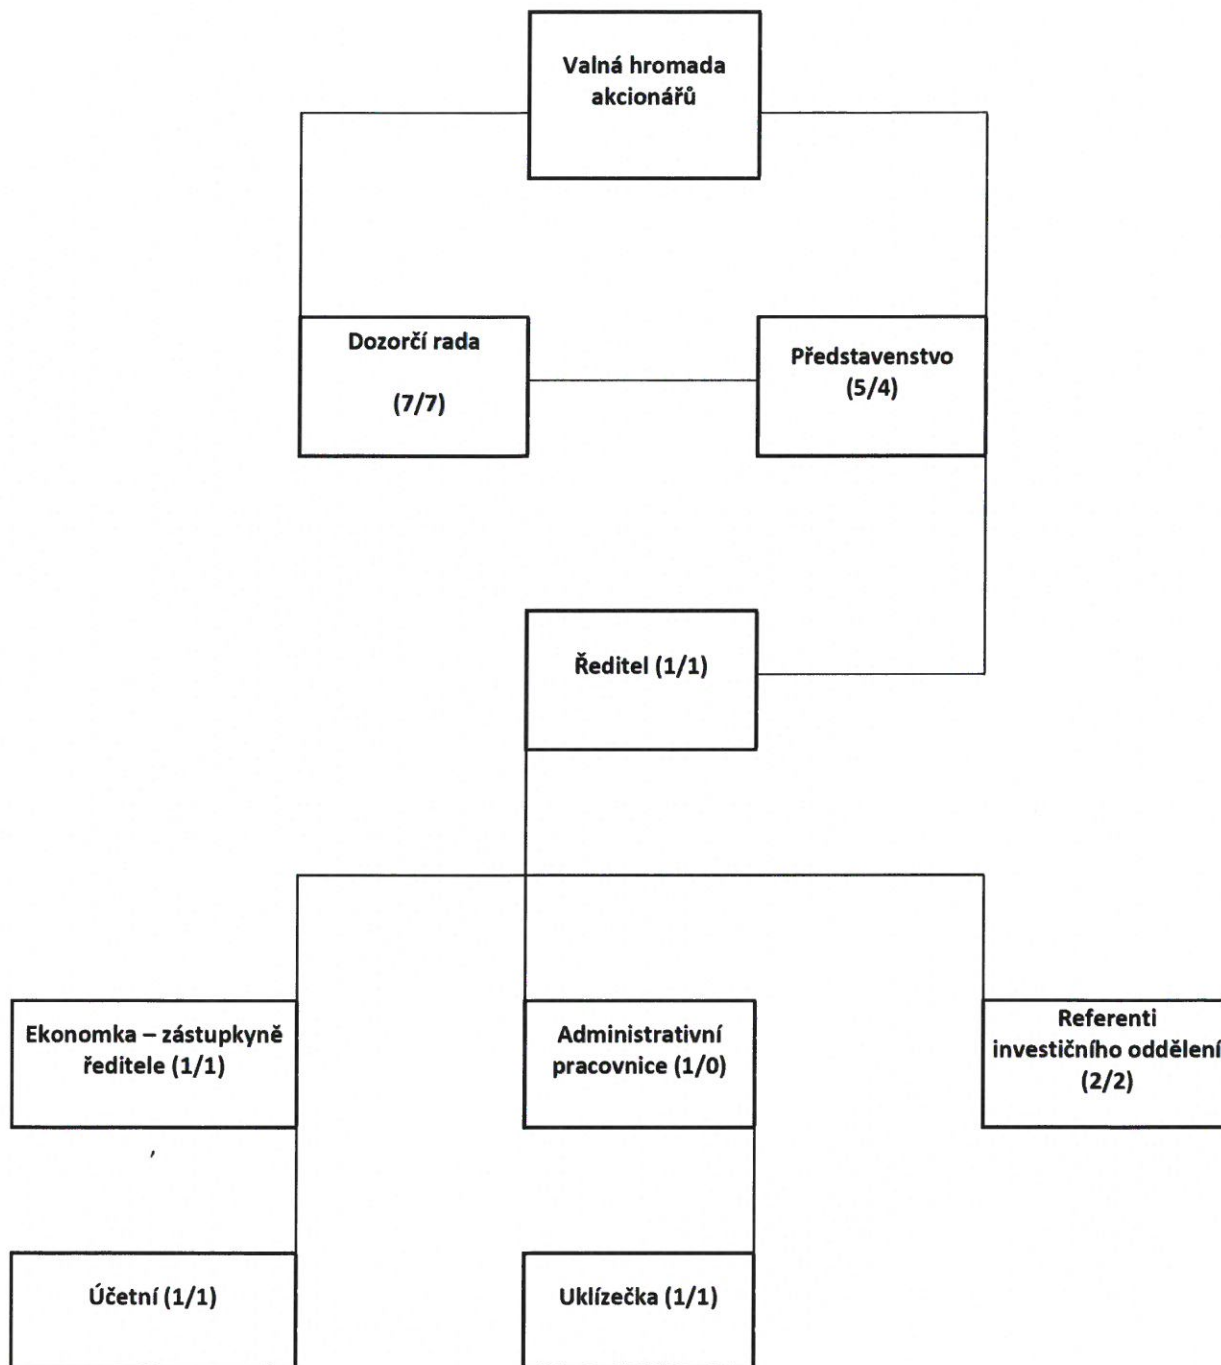 Valná hromada
akcionářů
Dozorčí rada
(7/7)
Představenstvo
(5/4)
Ředitel (1/1)
Ekonomka – zástupkyně
ředitele (1/1)
Administrativní
pracovnice (1/0)
Referenti
investičního oddělení
(2/2)
Účetní (1/1)
Uklízečka (1/1)